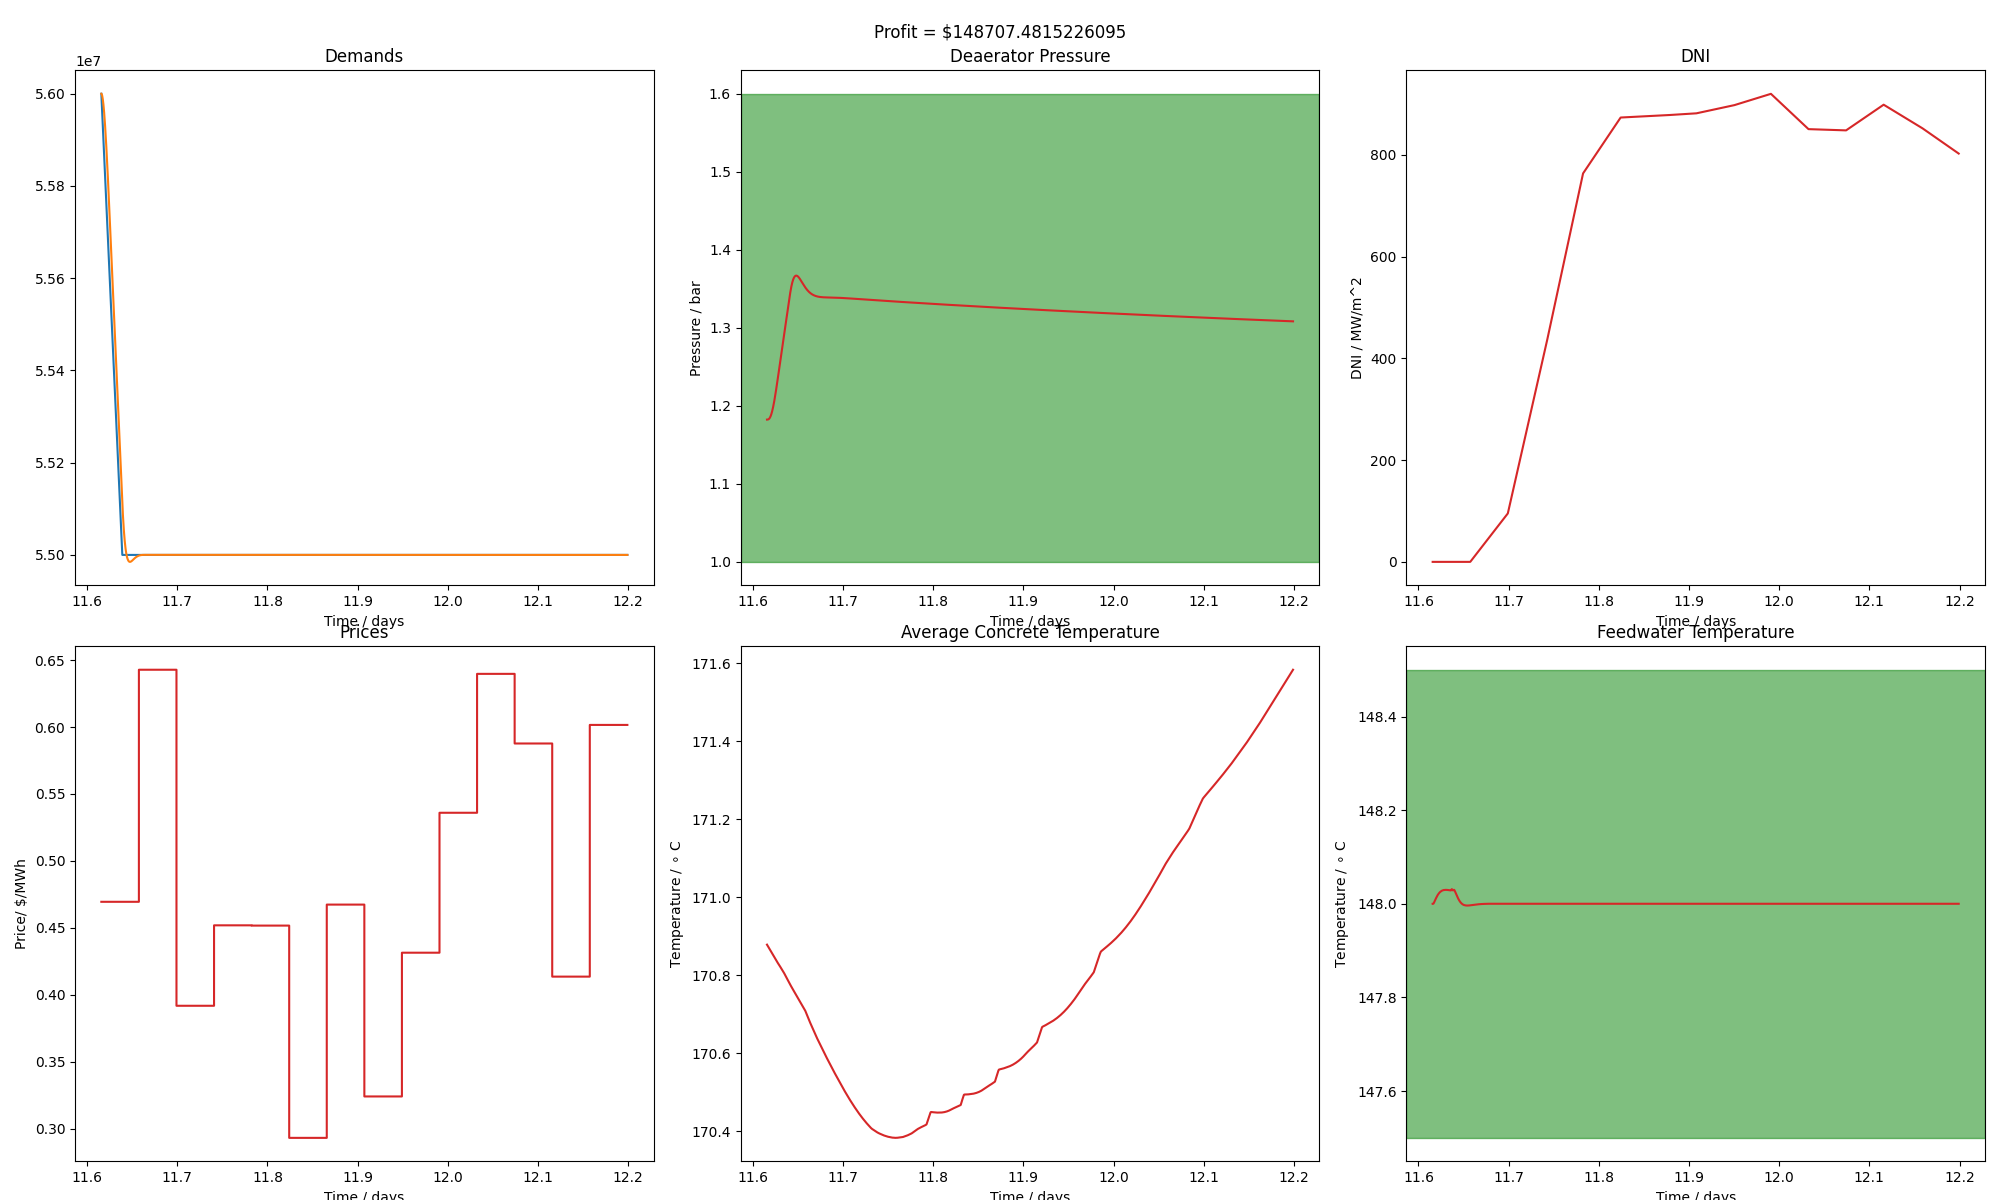 Profit = $148707.4815226095
Demands
1e7
5.60
5.58
5.56
5.54
5.52
5.50
11.6 11.7 11.8 11.9 12.0 12.1 12.2
Time / days
Deaerator Pressure
Pressure / bar
1.6
1.5
1.4
1.3
1.2
1.1
1.0
11.6 11.7 11.8 11.9 12.0 12.1 12.2
Time / days
DNI
DNI / MW/m^2
800
600
400
200
0
11.6 11.7 11.8 11.9 12.0 12.1 12.2
Time / days
Prices
Price/ $/MWh
0.65
0.60
0.55
0.50
0.45
0.40
0.35
0.30
11.6 11.7 11.8 11.9 12.0 12.1 12.2
Time / days
Average Concrete Temperature
Temperature / ∘ C
171.6
171.4
171.2
171.0
170.8
170.6
170.4
11.6 11.7 11.8 11.9 12.0 12.1 12.2
Time / days
Feedwater Temperature
Temperature / ∘ C
148.4
148.2
148.0
147.8
147.6
11.6 11.7 11.8 11.9 12.0 12.1 12.2
Time / days